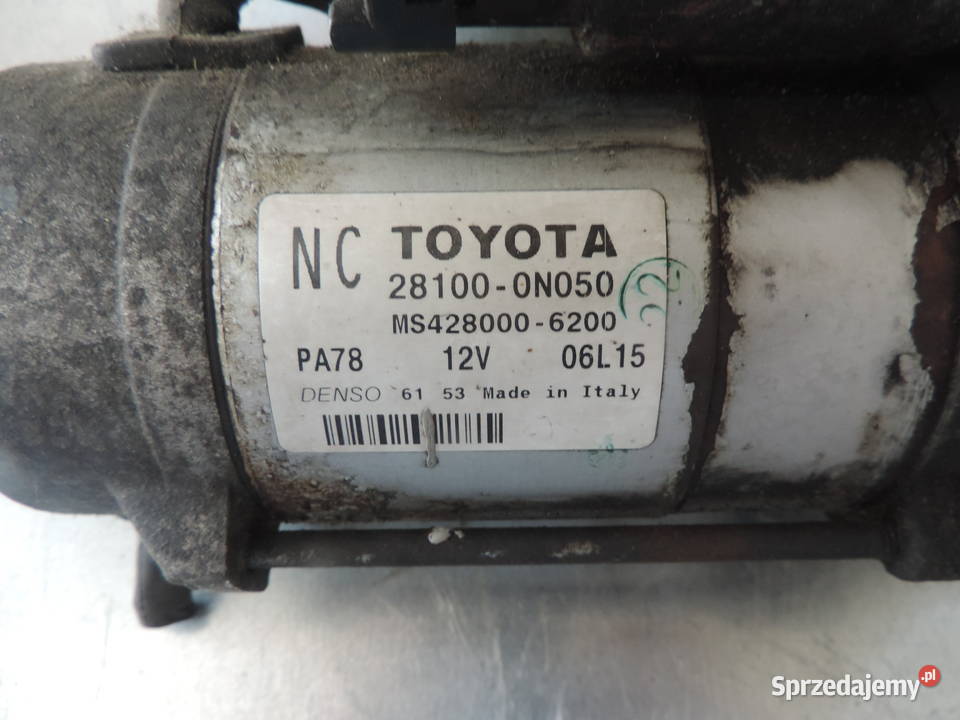 NC TOYOTA
28100-0N050
MS428000-6200
PA78 12V 06L15
DENSO 61 53 Made in Italy
Sprzedajemy.pl